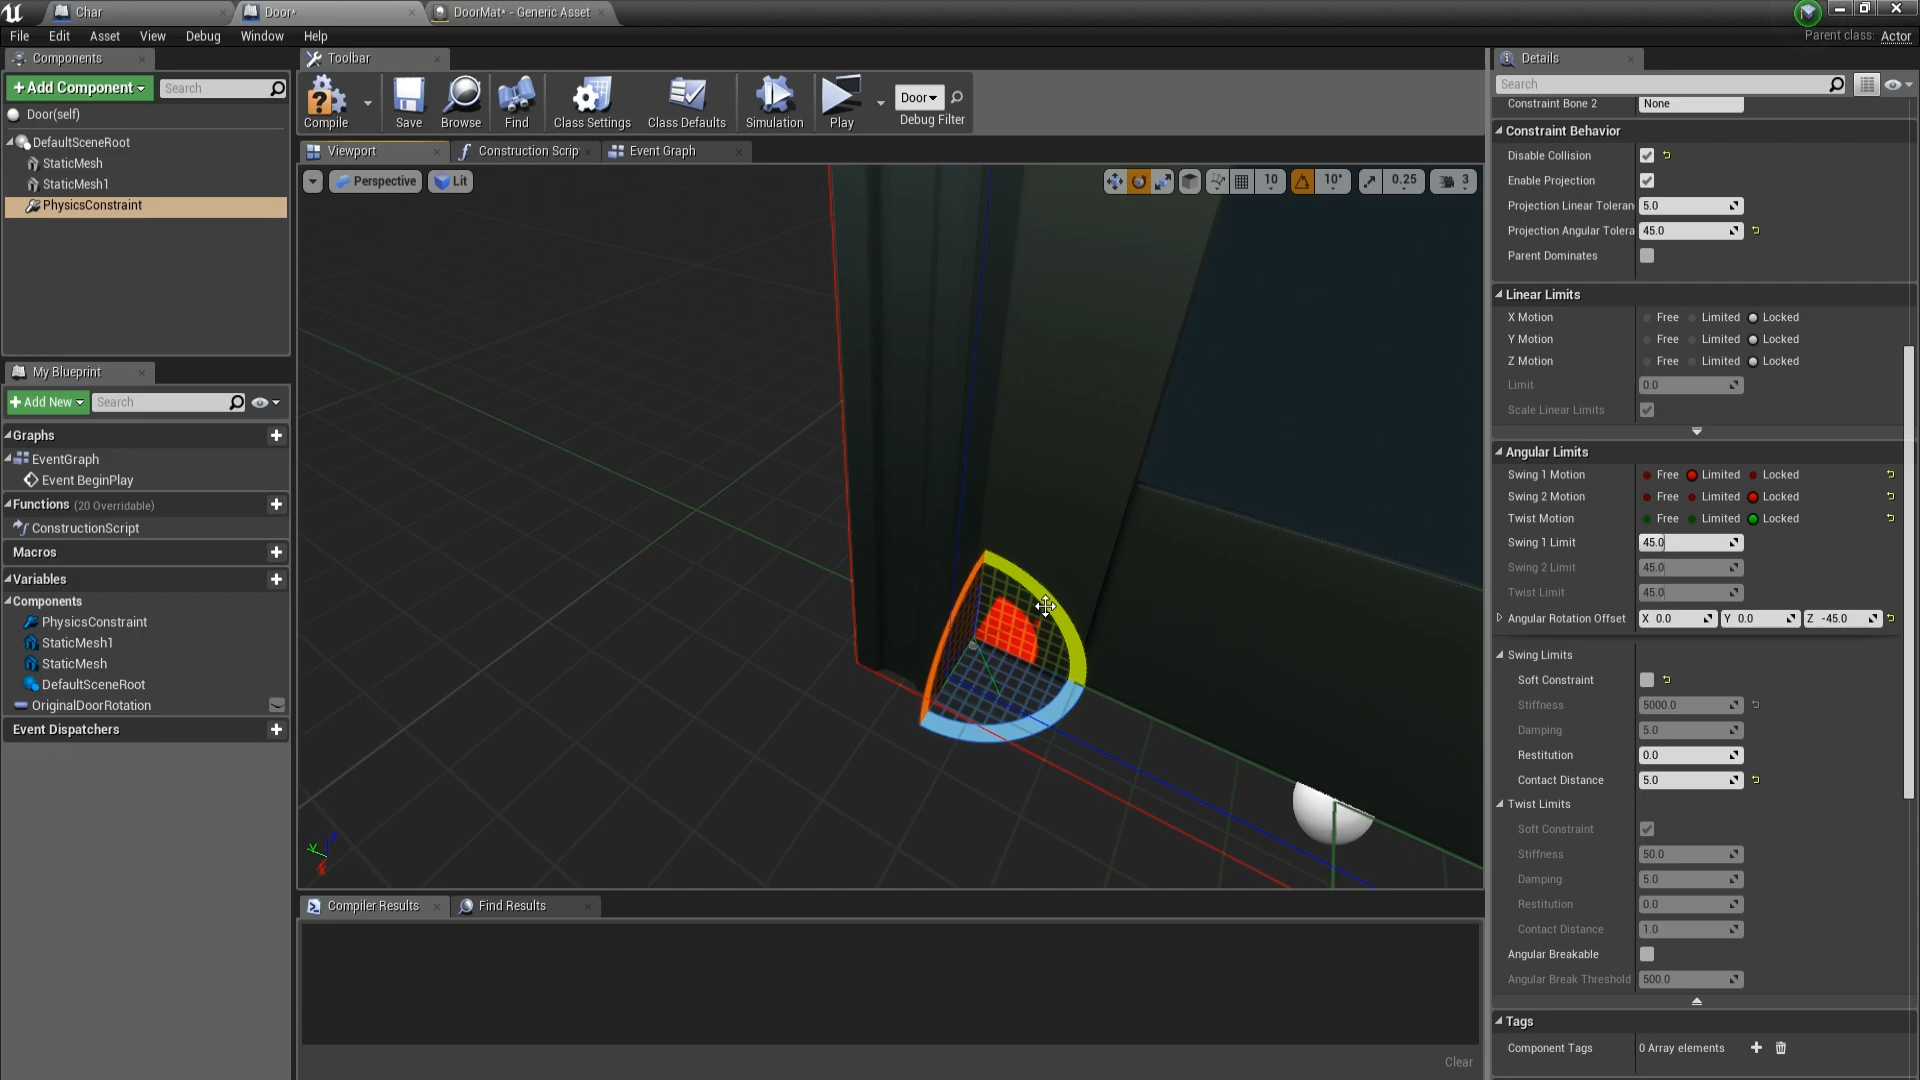 Char
Door*
DoorMat* - Generic Asset
File Edit Asset View Debug Window Help
Parent class: Actor
Components
+Add Component
Search
Door(self)
DefaultSceneRoot
StaticMesh
StaticMesh1
PhysicsConstraint
My Blueprint
+Add New
Search
Graphs
EventGraph
Event BeginPlay
Functions (20 Overridable)
ConstructionScript
Macros
Variables
Components
PhysicsConstraint
StaticMesh1
StaticMesh
DefaultSceneRoot
OriginalDoorRotation
Event Dispatchers
Toolbar
Compile Save Browse Find Class Settings Class Defaults Simulation Play
Door
Debug Filter
Viewport
Construction Scrip
Event Graph
Perspective Lit
10 10° 0.25 3
Compiler Results
Find Results
Clear
Details
Search
Constraint Bone 2 None
Constraint Behavior
Disable Collision
Enable Projection
Projection Linear Toleran 5.0
Projection Angular Tolera 45.0
Parent Dominates
Linear Limits
X Motion Free Limited Locked
Y Motion Free Limited Locked
Z Motion Free Limited Locked
Limit 0.0
Scale Linear Limits
Angular Limits
Swing 1 Motion Free Limited Locked
Swing 2 Motion Free Limited Locked
Twist Motion Free Limited Locked
Swing 1 Limit 45.0
Swing 2 Limit 45.0
Twist Limit 45.0
Angular Rotation Offset X 0.0 Y 0.0 Z -45.0
Swing Limits
Soft Constraint
Stiffness 5000.0
Damping 5.0
Restitution 0.0
Contact Distance 5.0
Twist Limits
Soft Constraint
Stiffness 50.0
Damping 5.0
Restitution 0.0
Contact Distance 1.0
Angular Breakable
Angular Break Threshold 500.0
Tags
Component Tags 0 Array elements